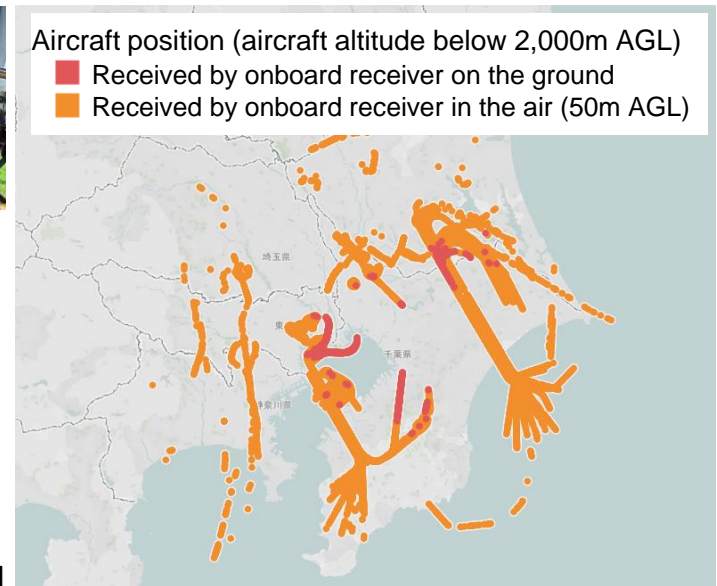 Aircraft position (aircraft altitude below 2,000m AGL)
Received by onboard receiver on the ground
Received by onboard receiver in the air (50m AGL)
埼玉県
東
千葉県
神奈川県